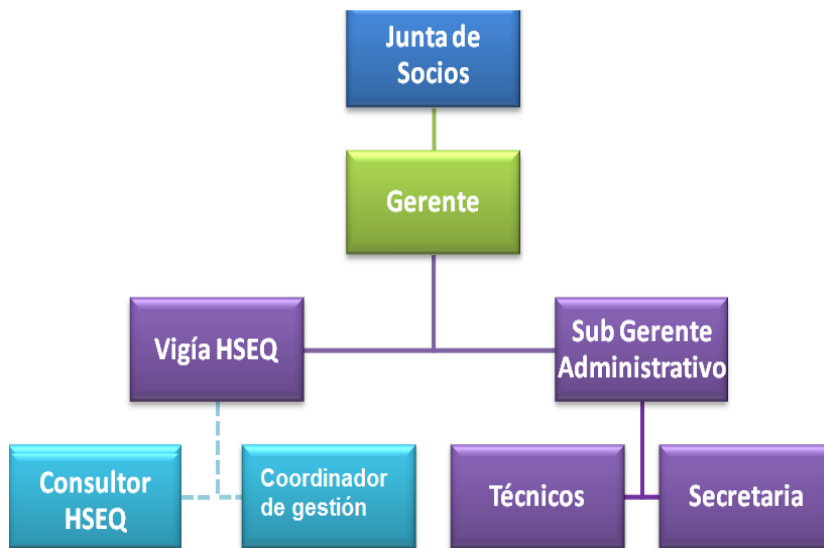 Junta de
Socios
Gerente
Vigía HSEQ
Sub Gerente
Administrativo
Consultor
HSEQ
Coordinador
de gestión
Técnicos
Secretaria